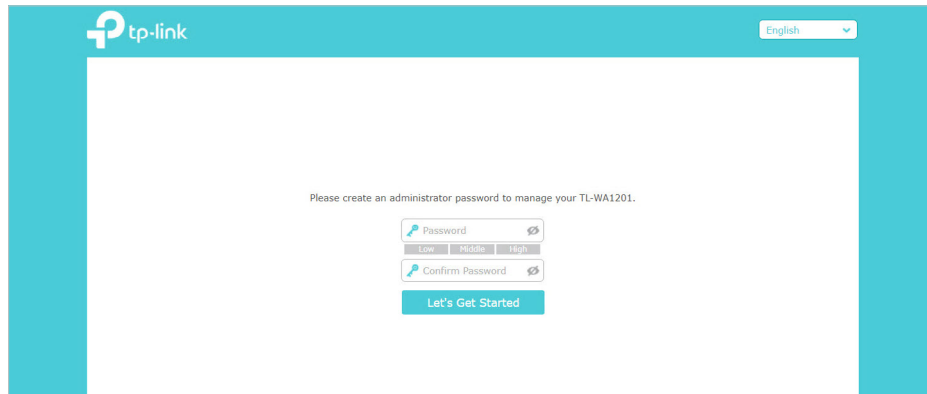 tp-link
English
Please create an administrator password to manage your TL-WA1201.
Password
Low Middle High
Confirm Password
Let's Get Started